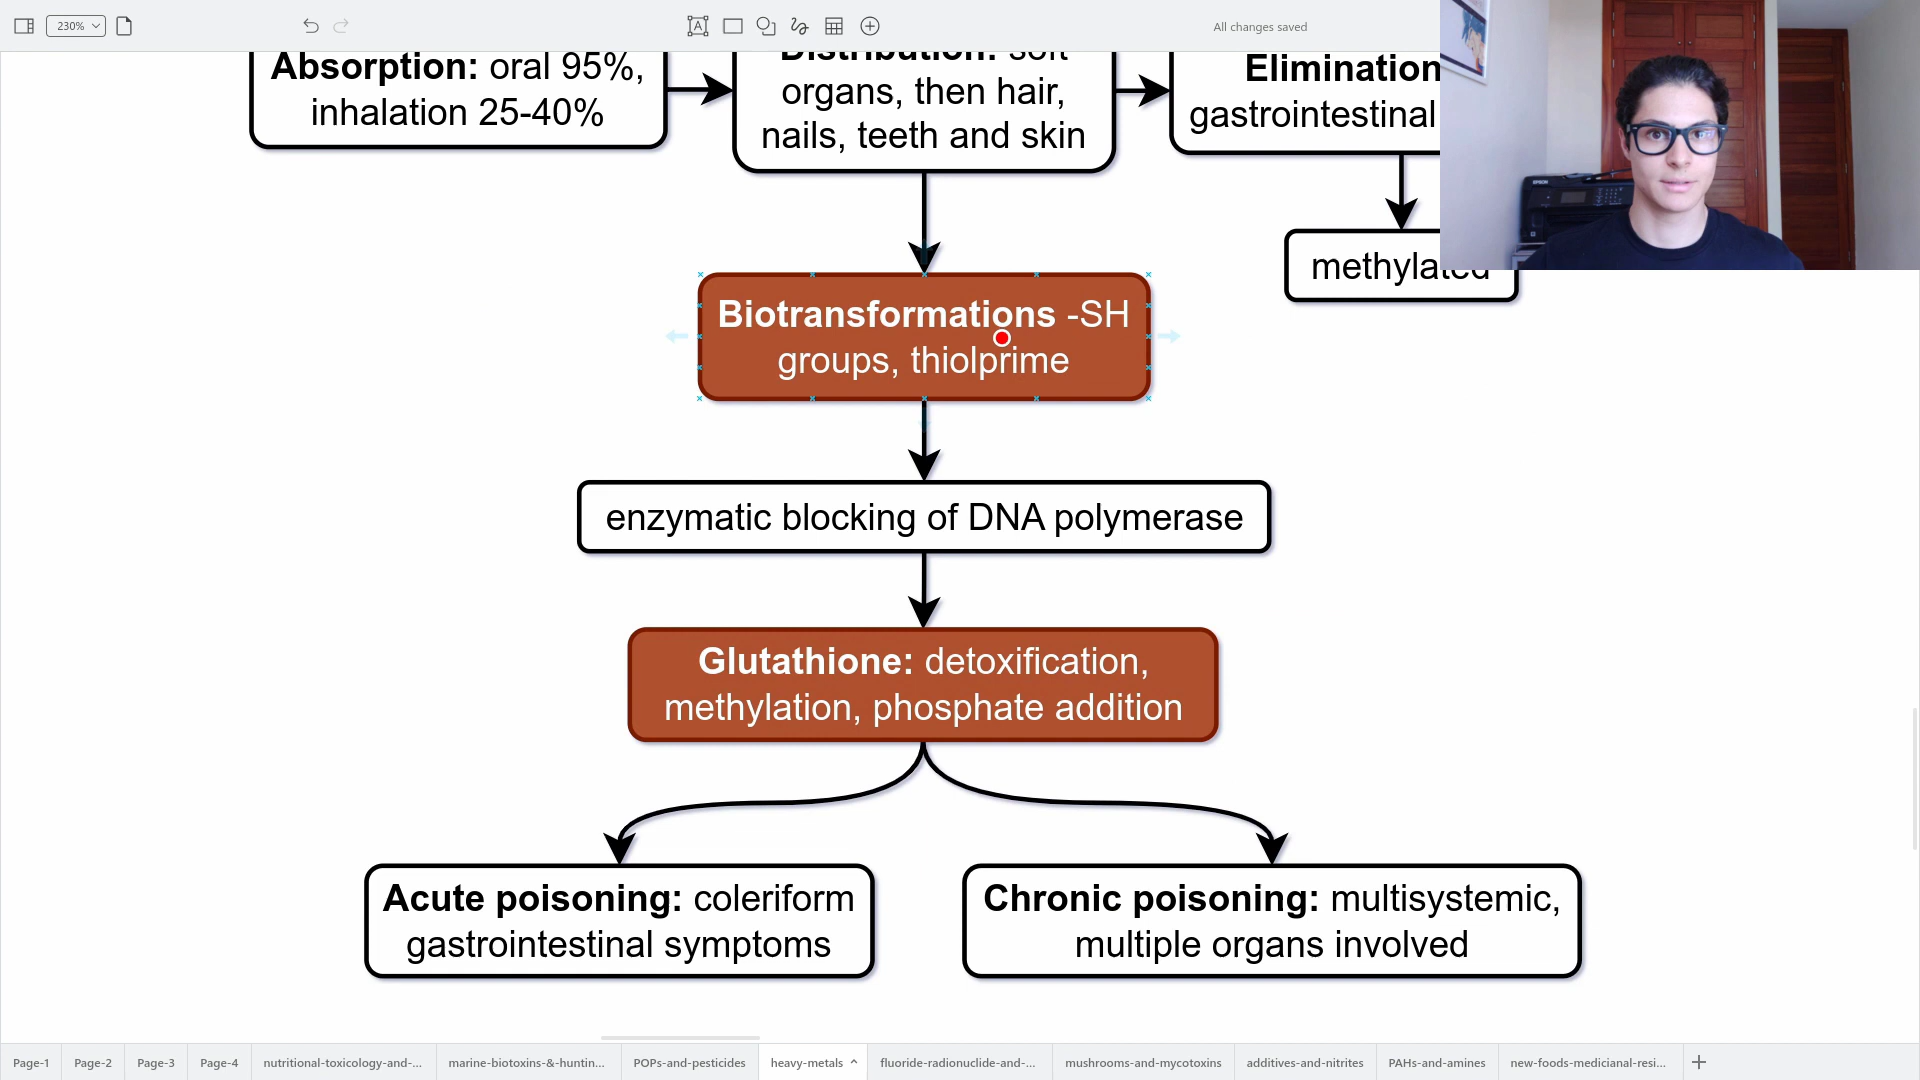 230%
All changes saved
Absorption: oral 95%,
inhalation 25-40%
Distribution: soft
organs, then hair,
nails, teeth and skin
Elimination
gastrointestinal
methylated
EPSON
Biotransformations -SH
groups, thiolprime
enzymatic blocking of DNA polymerase
Glutathione: detoxification,
methylation, phosphate addition
Acute poisoning: coleriform
gastrointestinal symptoms
Chronic poisoning: multisystemic,
multiple organs involved
Page-1 Page-2 Page-3 Page-4 nutritional-toxicology-and-... marine-biotoxins-&-huntin... POPs-and-pesticides heavy-metals fluoride-radionuclide-and-... mushrooms-and-mycotoxins additives-and-nitrites PAHs-and-amines new-foods-medicianal-resi...